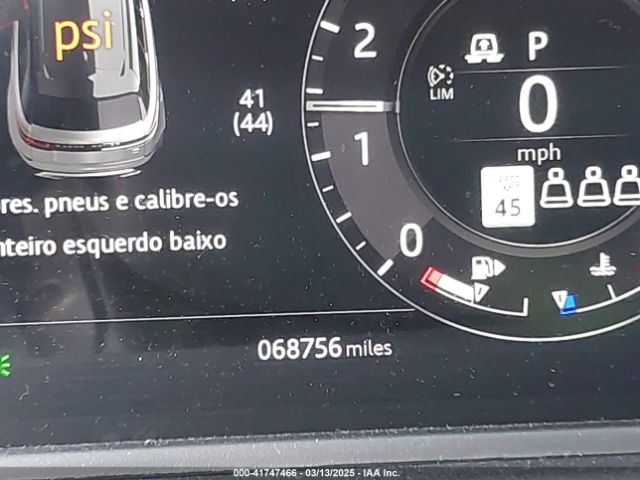 psi
2
P
LIM
0
41
(44)
1
mph
res. pneus e calibre-os
45
nteiro esquerdo baixo
0
068756 miles
000-41747466 - 03/13/2025 - IAA Inc.